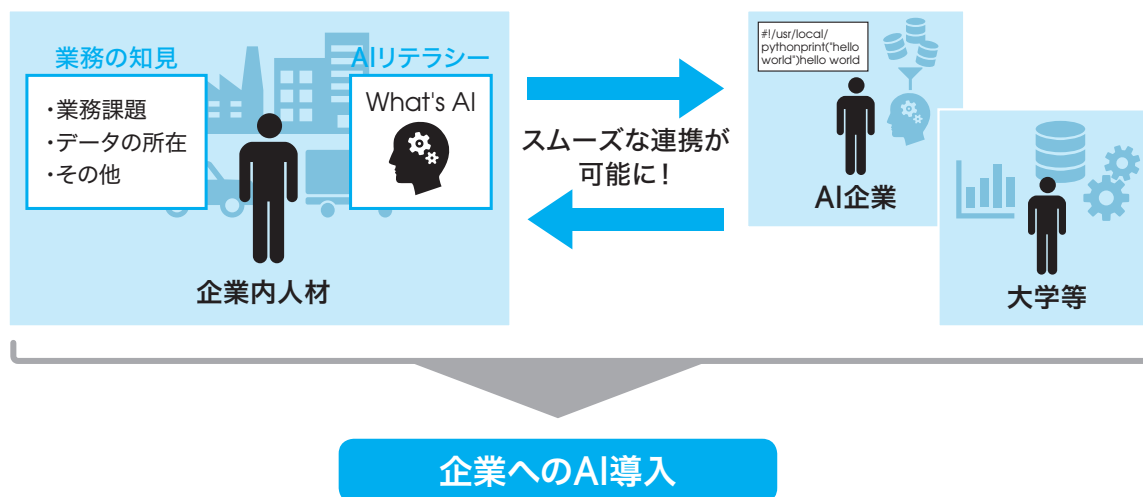 業務の知見
・業務課題
・データの所在
・その他
AIリテラシー
What's AI
企業内人材
スムーズな連携が
可能に！
#!/usr/local/
pythonprint("hello
world")hello world
AI企業
大学等
企業へのAI導入